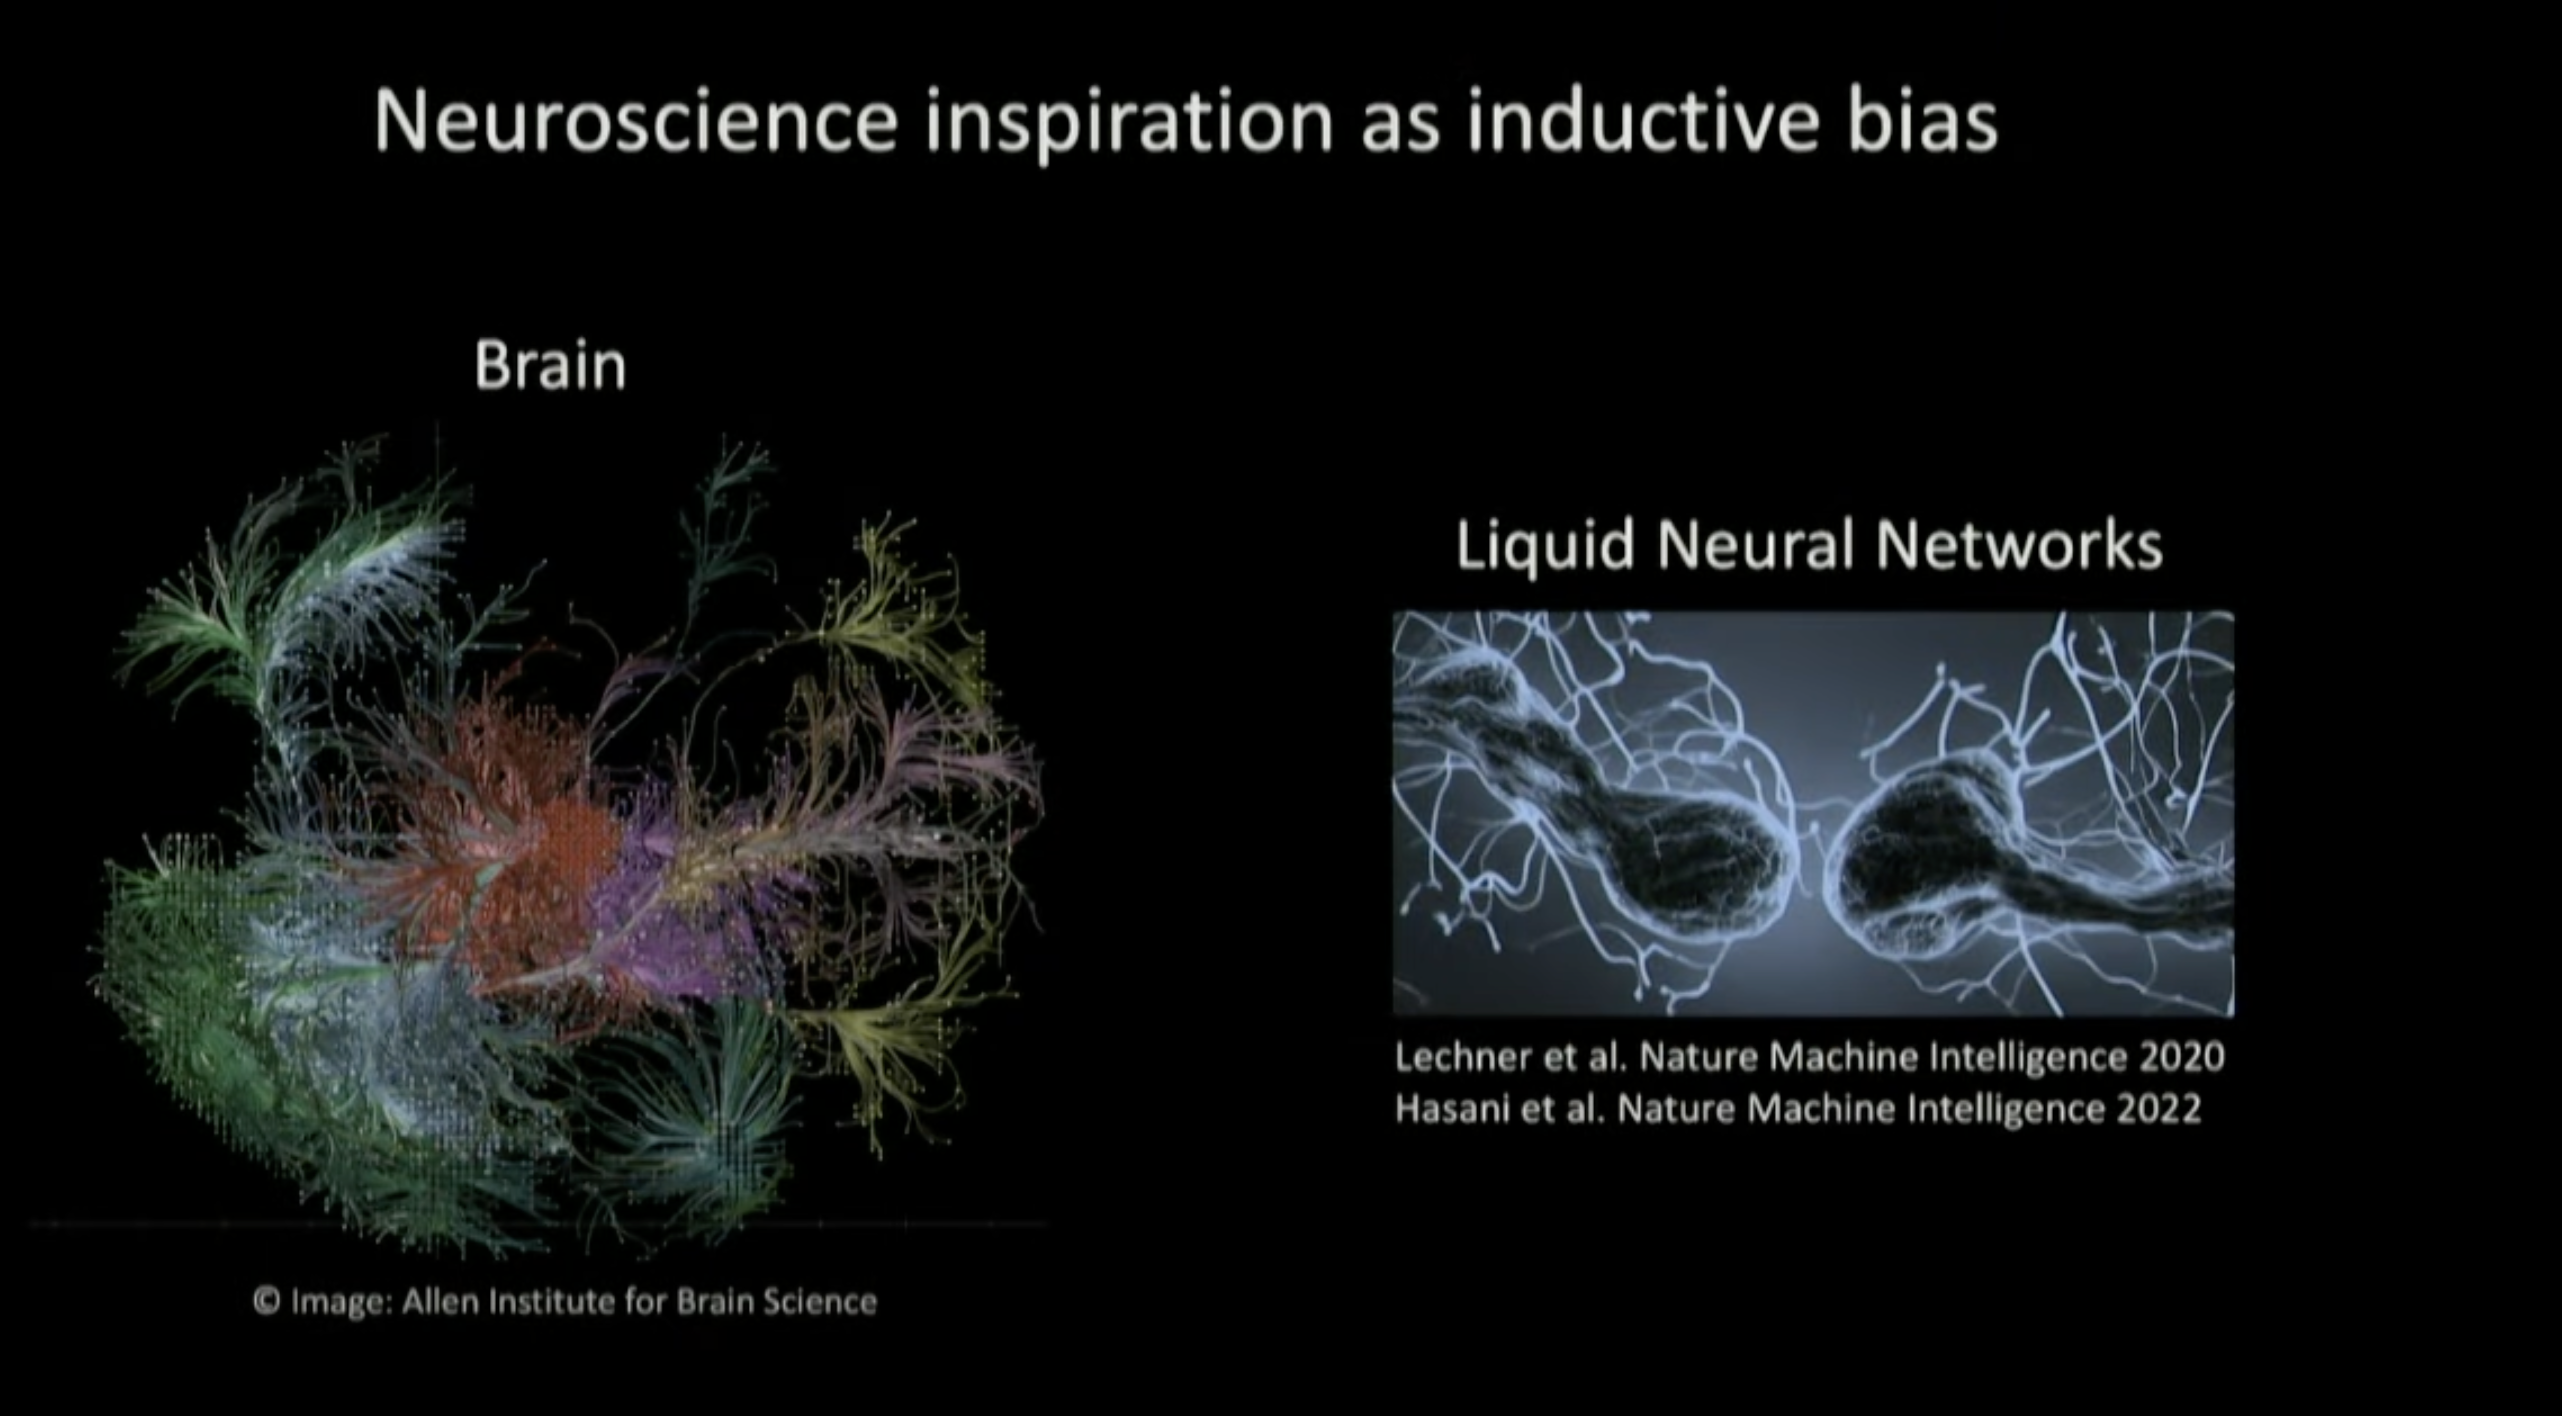 Neuroscience inspiration as inductive bias
Brain
© Image: Allen Institute for Brain Science
Liquid Neural Networks
Lechner et al. Nature Machine Intelligence 2020
Hasani et al. Nature Machine Intelligence 2022